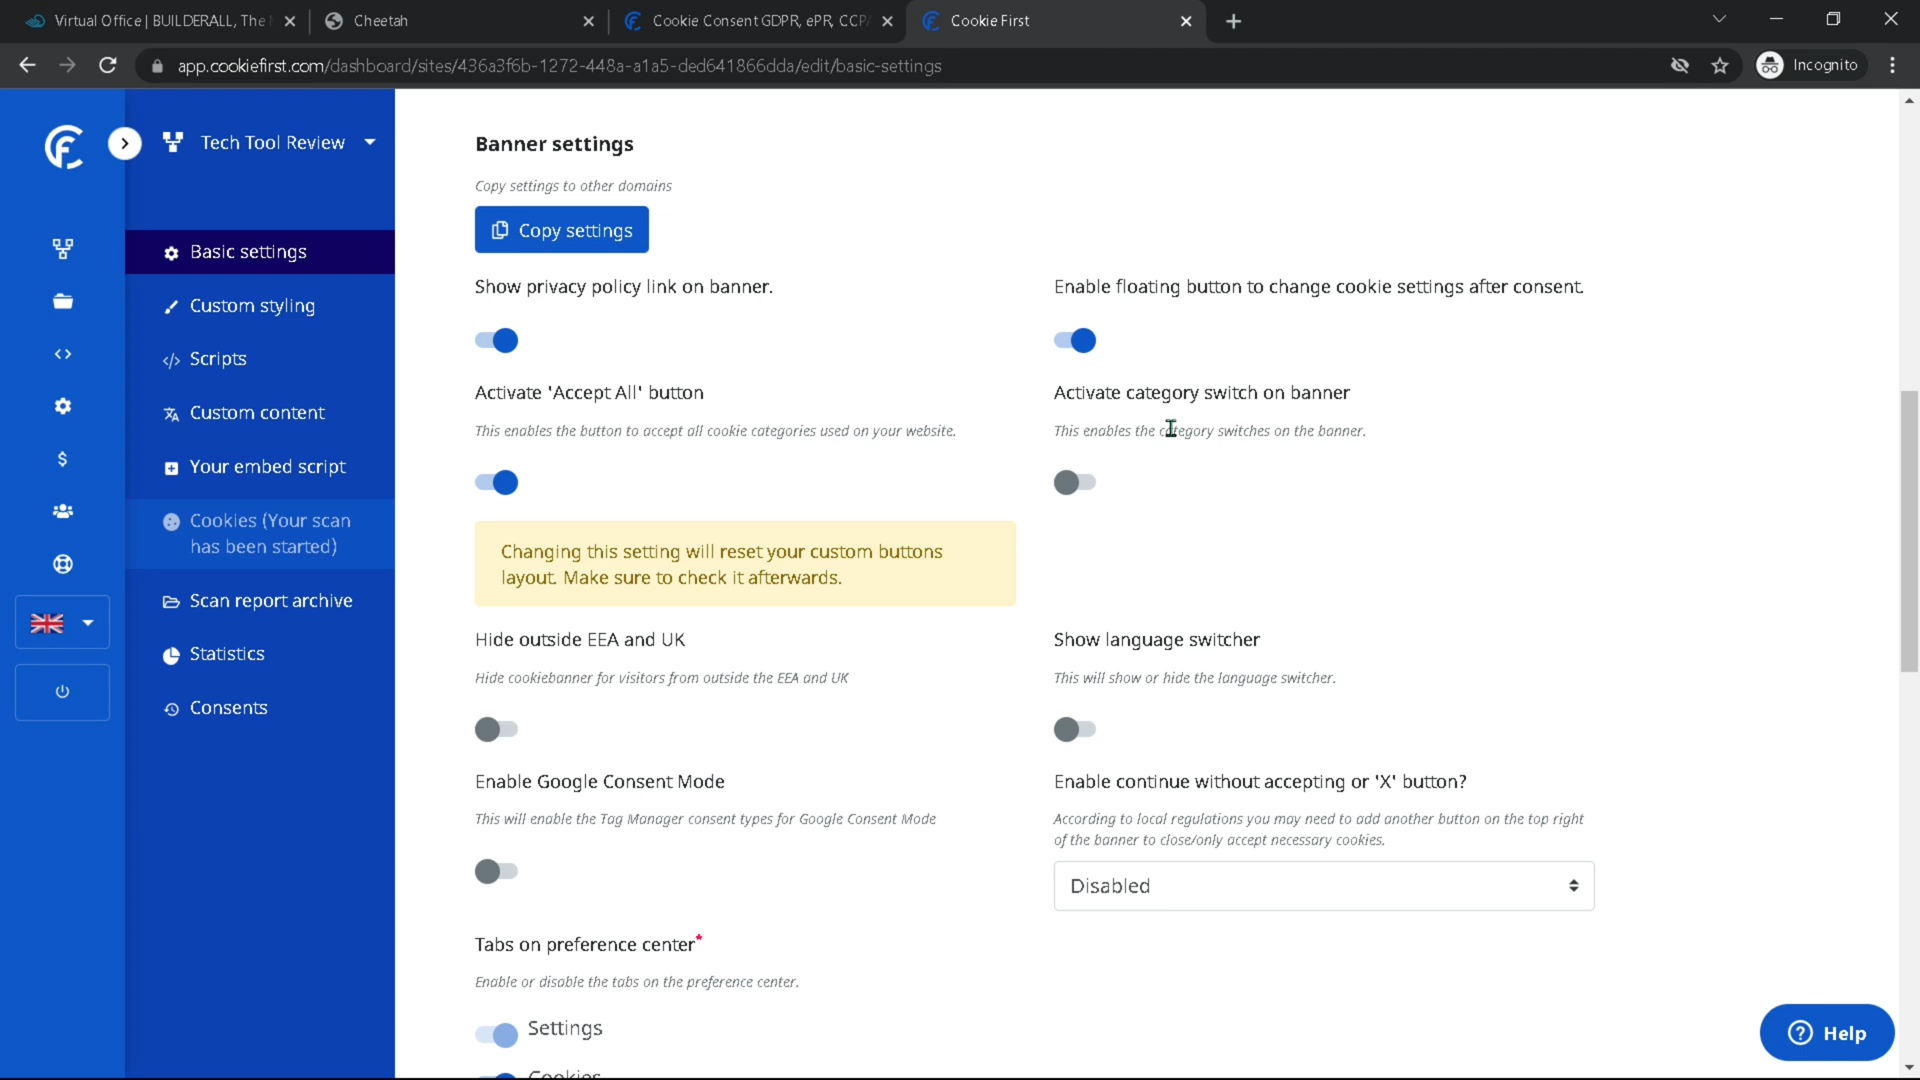 Virtual Office | BUILDERALL, The
Cheetah
Cookie Consent GDPR, ePR, CCP
Cookie First
app.cookiefirst.com/dashboard/sites/436a3f6b-1272-448a-a1a5-ded641866dda/edit/basic-settings
Incognito
Tech Tool Review
Basic settings
Custom styling
Scripts
Custom content
Your embed script
Cookies (Your scan
has been started)
Scan report archive
Statistics
Consents
Banner settings
Copy settings to other domains
Copy settings
Show privacy policy link on banner.
Enable floating button to change cookie settings after consent.
Activate 'Accept All' button
This enables the button to accept all cookie categories used on your website.
Activate category switch on banner
This enables the category switches on the banner.
Changing this setting will reset your custom buttons
layout. Make sure to check it afterwards.
Hide outside EEA and UK
Hide cookiebanner for visitors from outside the EEA and UK
Show language switcher
This will show or hide the language switcher.
Enable Google Consent Mode
This will enable the Tag Manager consent types for Google Consent Mode
Enable continue without accepting or 'X' button?
According to local regulations you may need to add another button on the top right
of the banner to close/only accept necessary cookies.
Disabled
Tabs on preference center*
Enable or disable the tabs on the preference center.
Settings
Cookies
Help